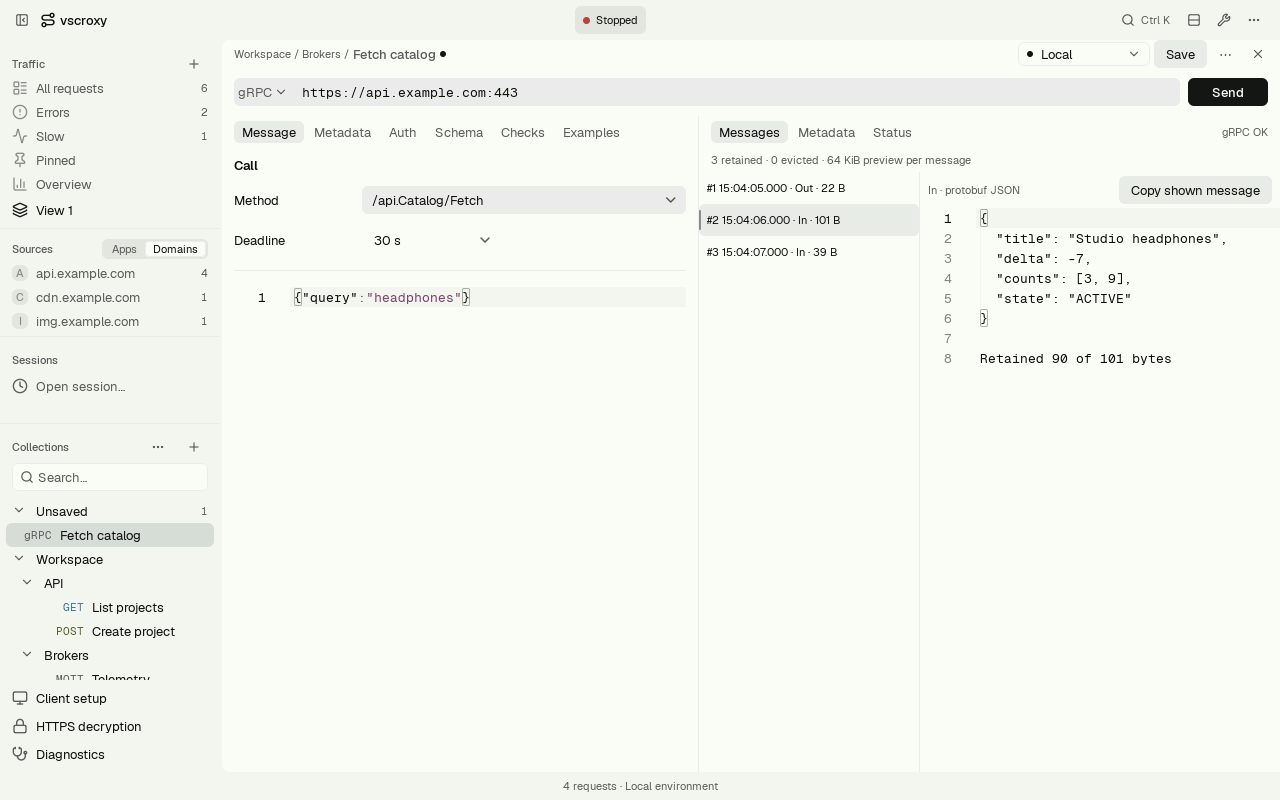 vscroxy
Stopped
Ctrl K
Traffic
All requests 6
Errors 2
Slow 1
Pinned
Overview
View 1
Sources Apps Domains
A api.example.com 4
C cdn.example.com 1
I img.example.com 1
Sessions
Open session...
Collections
Search...
Unsaved 1
gRPC Fetch catalog
Workspace
API
GET List projects
POST Create project
Brokers
MQTT Telemetry
Client setup
HTTPS decryption
Diagnostics
Workspace / Brokers / Fetch catalog
Local
Save
gRPC https://api.example.com:443
Send
Message Metadata Auth Schema Checks Examples
Call
Method /api.Catalog/Fetch
Deadline 30 s
1 {"query":"headphones"}
Messages Metadata Status
gRPC OK
3 retained · 0 evicted · 64 KiB preview per message
#1 15:04:05.000 · Out · 22 B
#2 15:04:06.000 · In · 101 B
#3 15:04:07.000 · In · 39 B
In · protobuf JSON
Copy shown message
1 {
2 "title": "Studio headphones",
3 "delta": -7,
4 "counts": [3, 9],
5 "state": "ACTIVE"
6 }
7
8 Retained 90 of 101 bytes
4 requests · Local environment